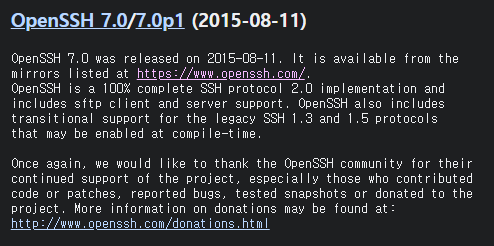 OpenSSH 7.0/7.0p1 (2015-08-11)
OpenSSH 7.0 was released on 2015-08-11. It is available from the
mirrors listed at https://www.openssh.com/.
OpenSSH is a 100% complete SSH protocol 2.0 implementation and
includes sftp client and server support. OpenSSH also includes
transitional support for the legacy SSH 1.3 and 1.5 protocols
that may be enabled at compile-time.
Once again, we would like to thank the OpenSSH community for their
continued support of the project, especially those who contributed
code or patches, reported bugs, tested snapshots or donated to the
project. More information on donations may be found at:
http://www.openssh.com/donations.html